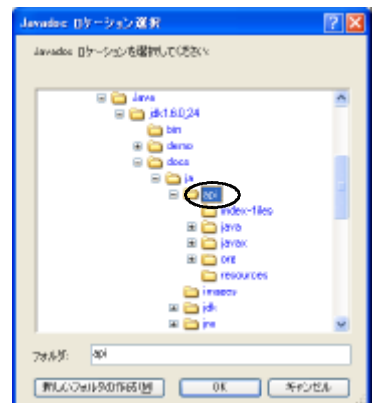 Javadoc ロケーション選択
Javadoc ロケーションを選択してください:
Java
jdk1.6.0_24
bin
demo
docs
ja
api
index-files
java
javax
org
resources
images
jdk
jre
フォルダ: api
新しいフォルダの作成(M) OK キャンセル